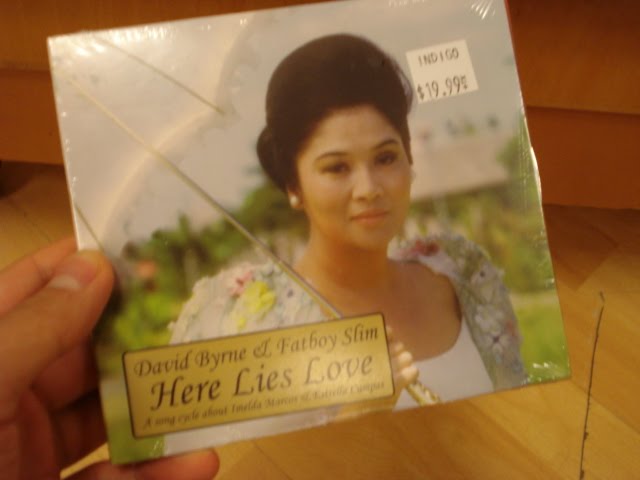 INDIGO
$19.99
David Byrne & Fatboy Slim
Here Lies Love
A song cycle about Imelda Marcos & Estrella Cumpas